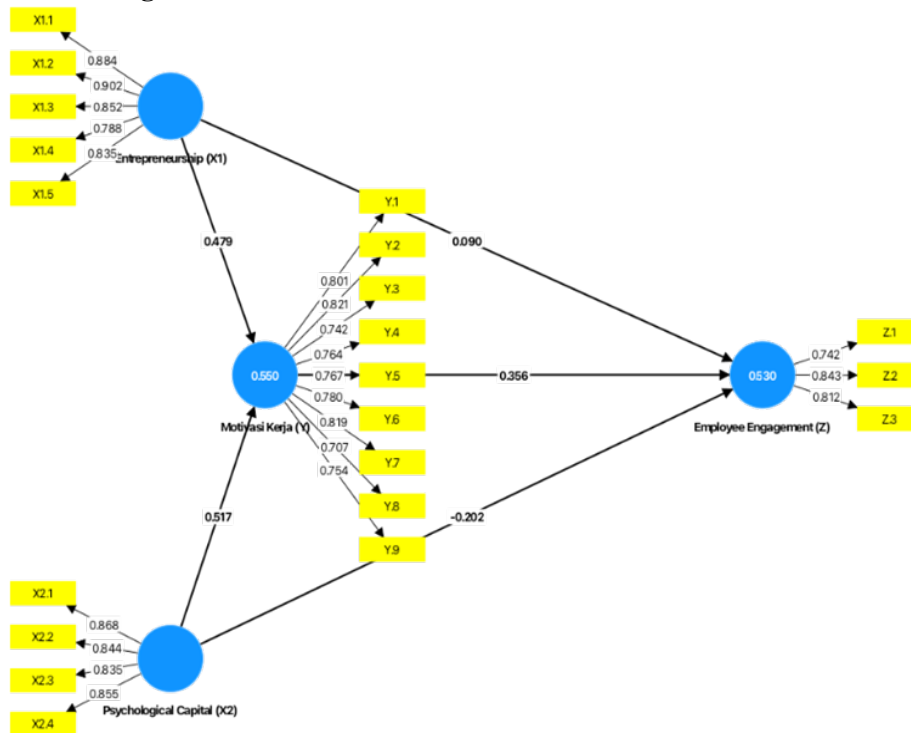 X1.1
X1.2
X1.3
X1.4
X1.5
0.884
0.902
0.852
0.788
0.835
Entrepreneurship (X1)
0.479
0.090
Y.1
Y.2
Y.3
Y.4
Y.5
Y.6
Y.7
Y.8
Y.9
0.801
0.821
0.742
0.764
0.767
0.780
0.819
0.707
0.754
0.550
Motivasi Kerja (Y)
0.356
0.530
Employee Engagement (Z)
0.742
0.843
0.812
Z.1
Z.2
Z.3
0.517
-0.202
X2.1
X2.2
X2.3
X2.4
0.868
0.844
0.835
0.855
Psychological Capital (X2)